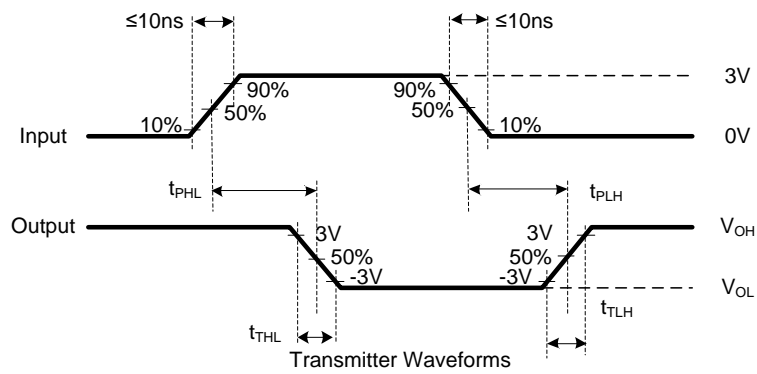 ≤10ns ≤10ns
3V
90% 90%
50% 50%
10% 10%
Input 0V
tPHL tPLH
Output VOH
3V 3V
50% 50%
-3V -3V
VOL
tTHL tTLH
Transmitter Waveforms